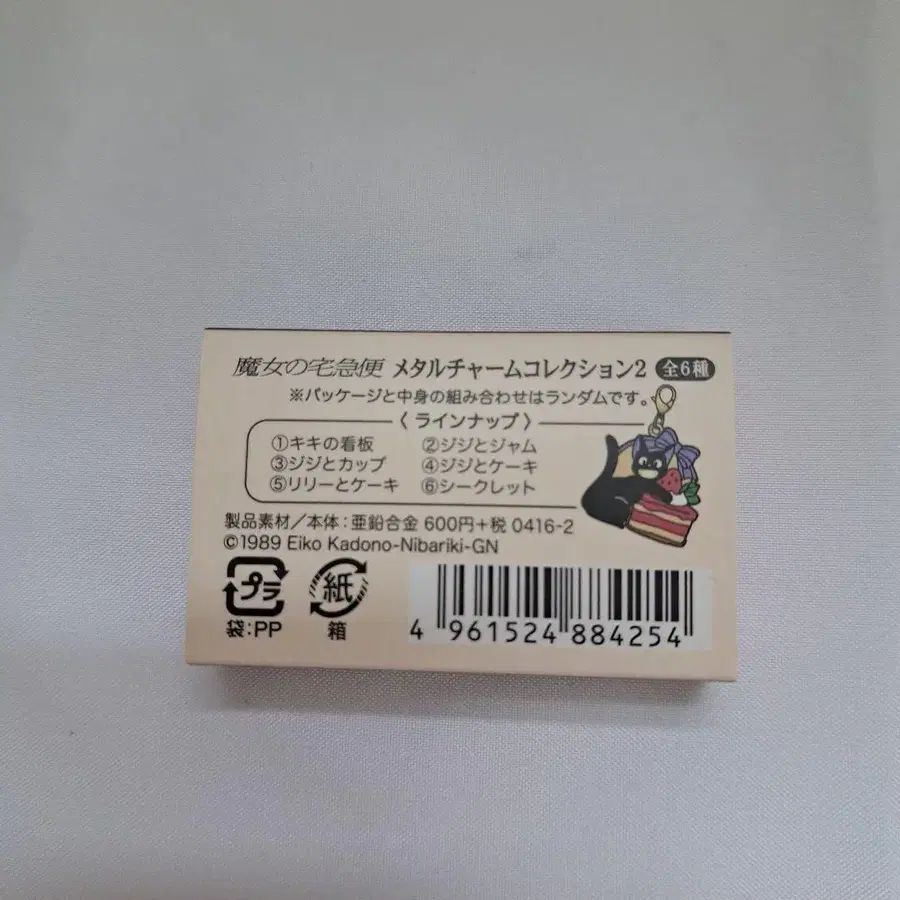 魔女の宅急便 メタルチャームコレクション2 全6種
※パッケージと中身の組み合わせはランダムです。
〈 ラインナップ 〉
①キキの看板 ②ジジとジャム
③ジジとカップ ④ジジとケーキ
⑤リリーとケーキ ⑥シークレット
製品素材/本体:亜鉛合金 600円+税 0416-2
©1989 Eiko Kadono-Nibariki-GN
プラ 紙
袋:PP 箱
4 961524 884254